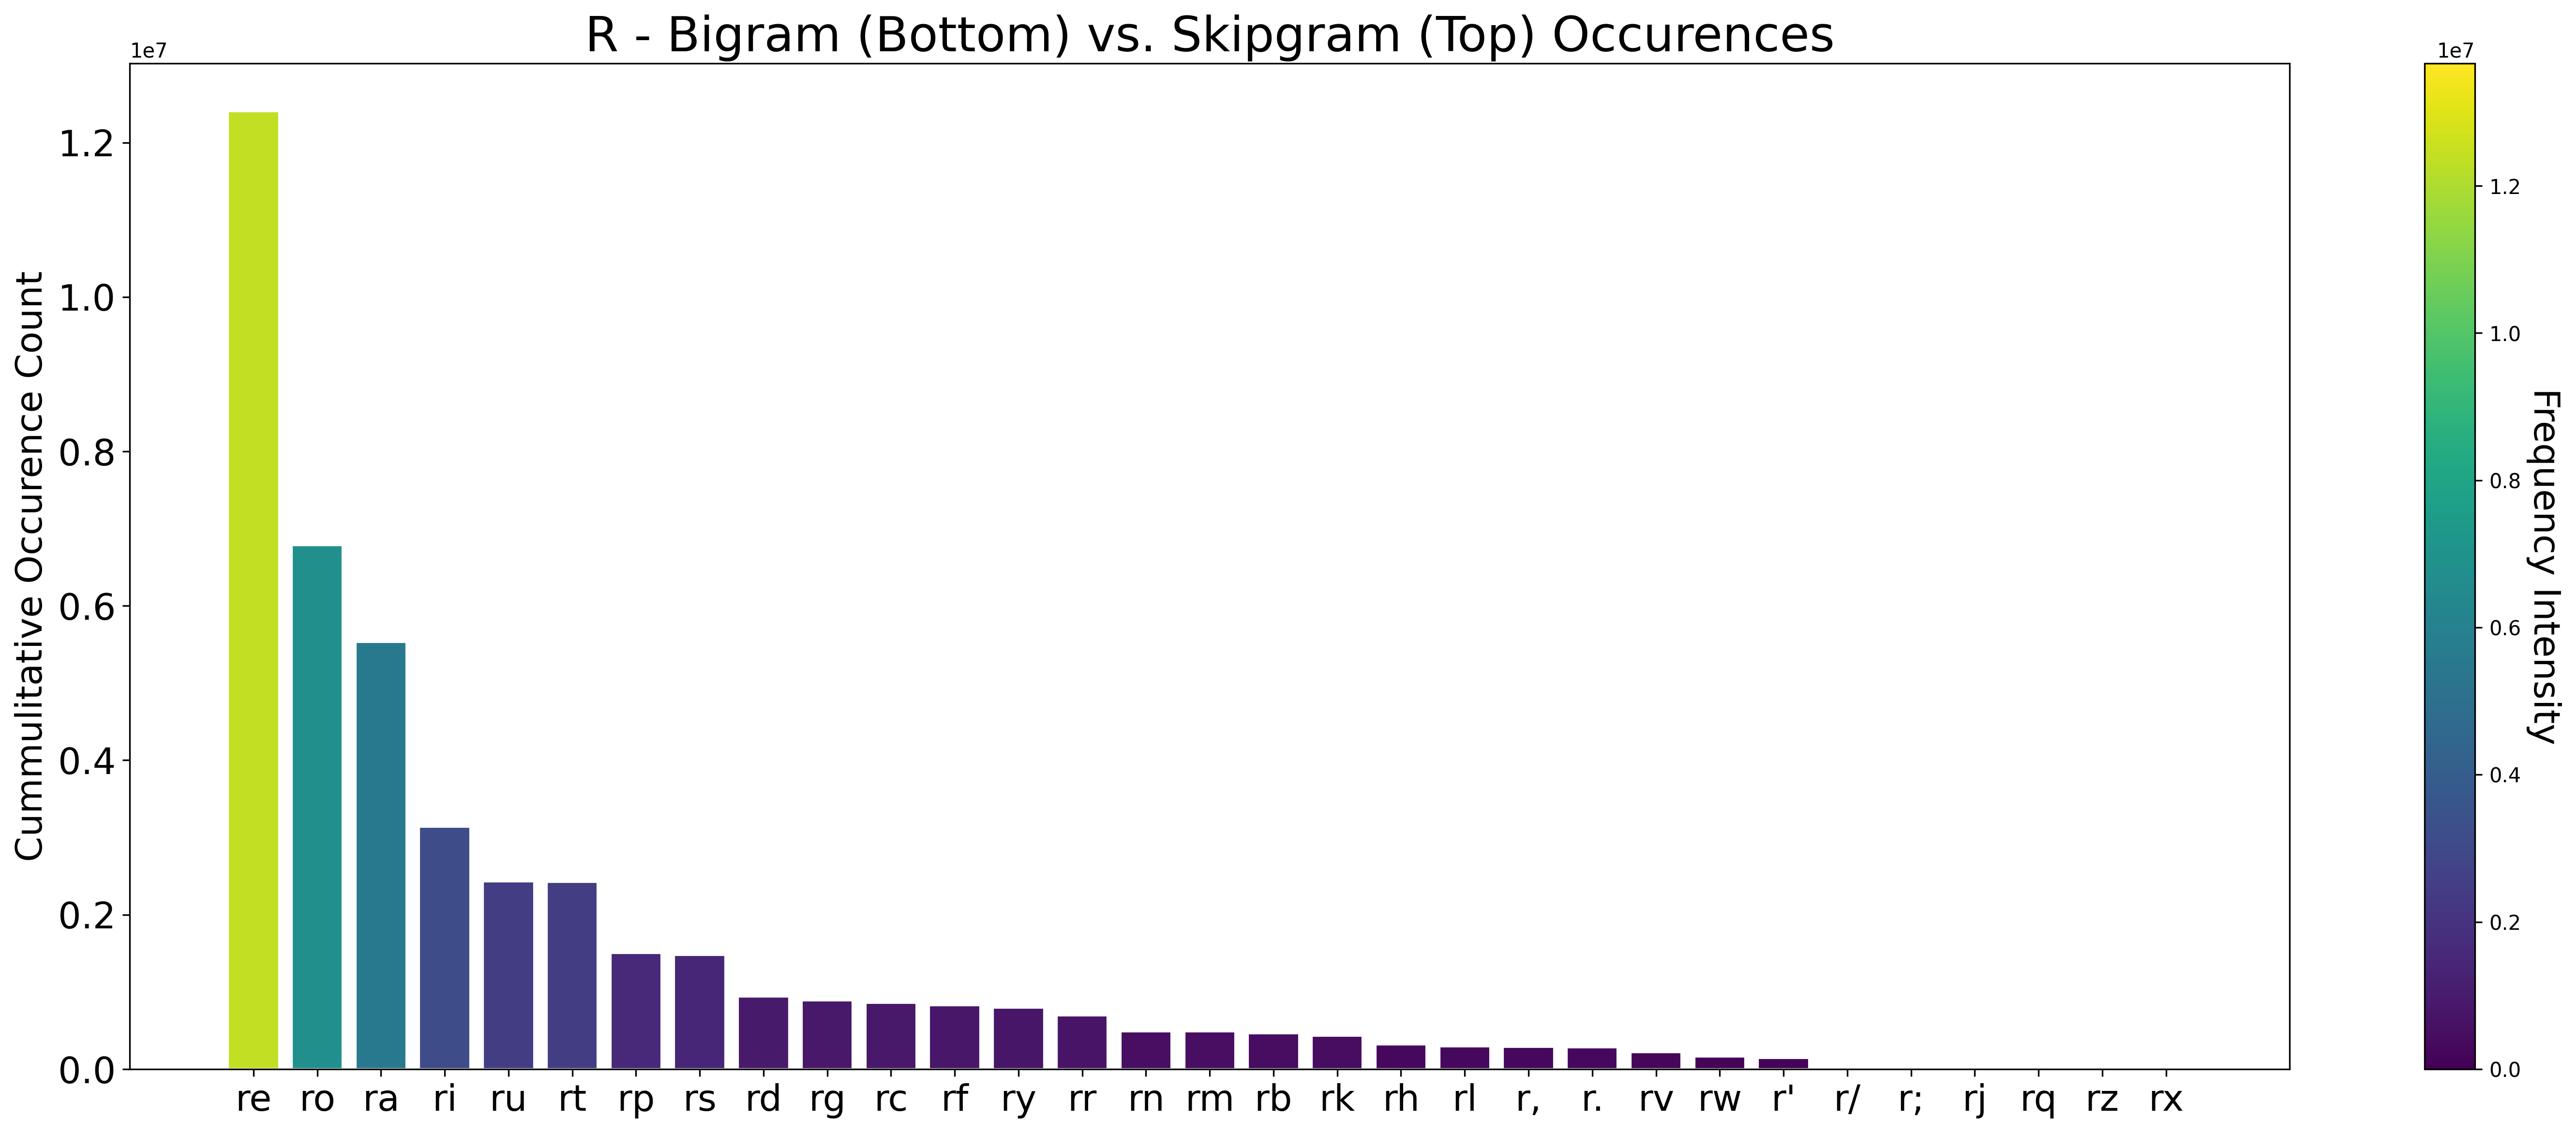 R - Bigram (Bottom) vs. Skipgram (Top) Occurences
1e7
1e7
Cummulitative Occurence Count
1.2
1.0
0.8
0.6
0.4
0.2
0.0
re ro ra ri ru rt rp rs rd rg rc rf ry rr rn rm rb rk rh rl r, r. rv rw r' r/ r; rj rq rz rx
1.2
1.0
0.8
0.6
0.4
0.2
0.0
Frequency Intensity